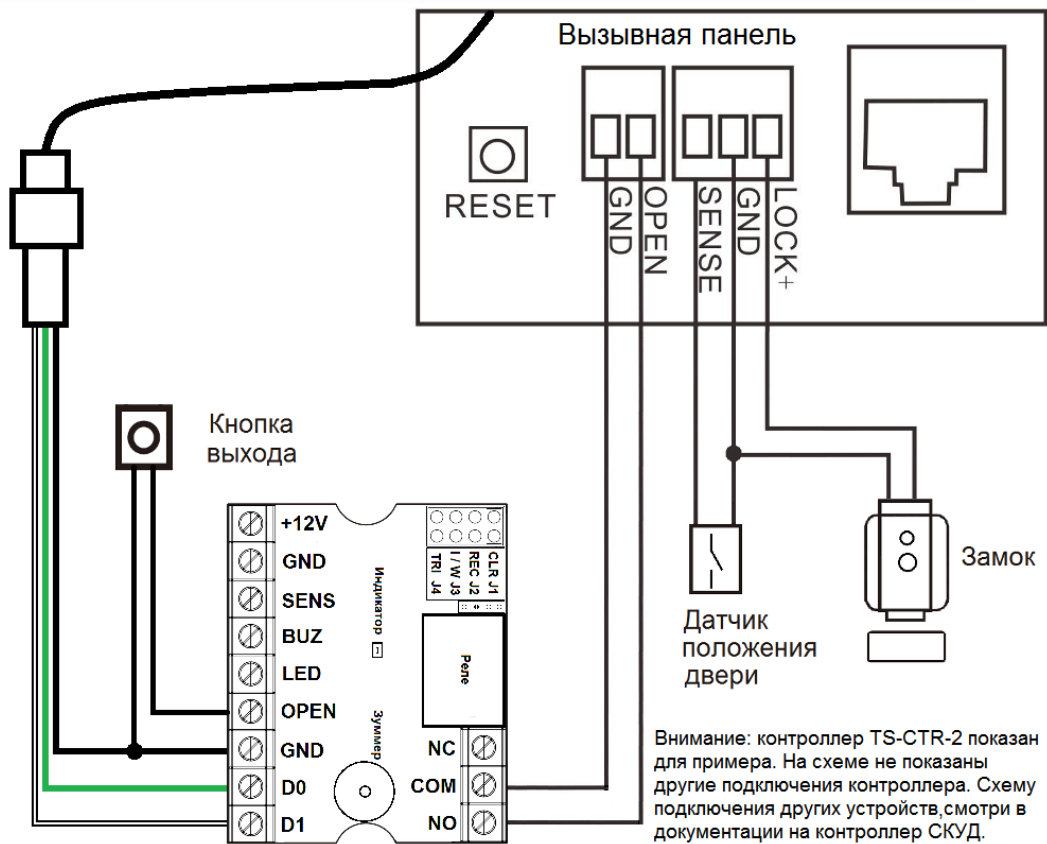 Вызывная панель
RESET
GND
OPEN
SENSE
GND
LOCK+
Кнопка
выхода
+12V
GND
SENS
BUZ
LED
OPEN
GND
D0
D1
Индикатор
Зуммер
TRI J4
I / W J3
REC J2
CLR J1
Реле
NC
COM
NO
Датчик
положения
двери
Замок
Внимание: контроллер TS-CTR-2 показан
для примера. На схеме не показаны
другие подключения контроллера. Схему
подключения других устройств,смотри в
документации на контроллер СКУД.